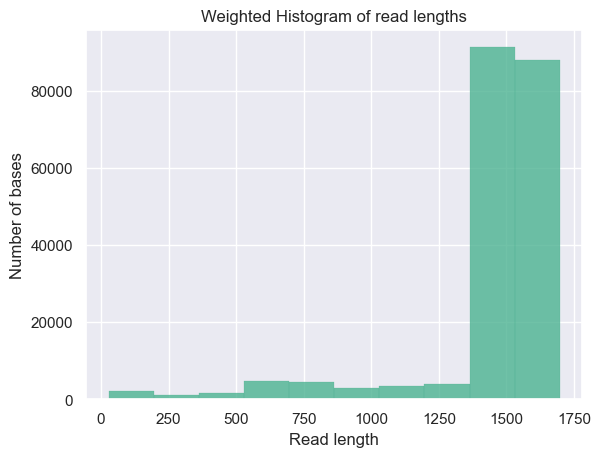 Weighted Histogram of read lengths
Number of bases
80000
60000
40000
20000
0
0 250 500 750 1000 1250 1500 1750
Read length